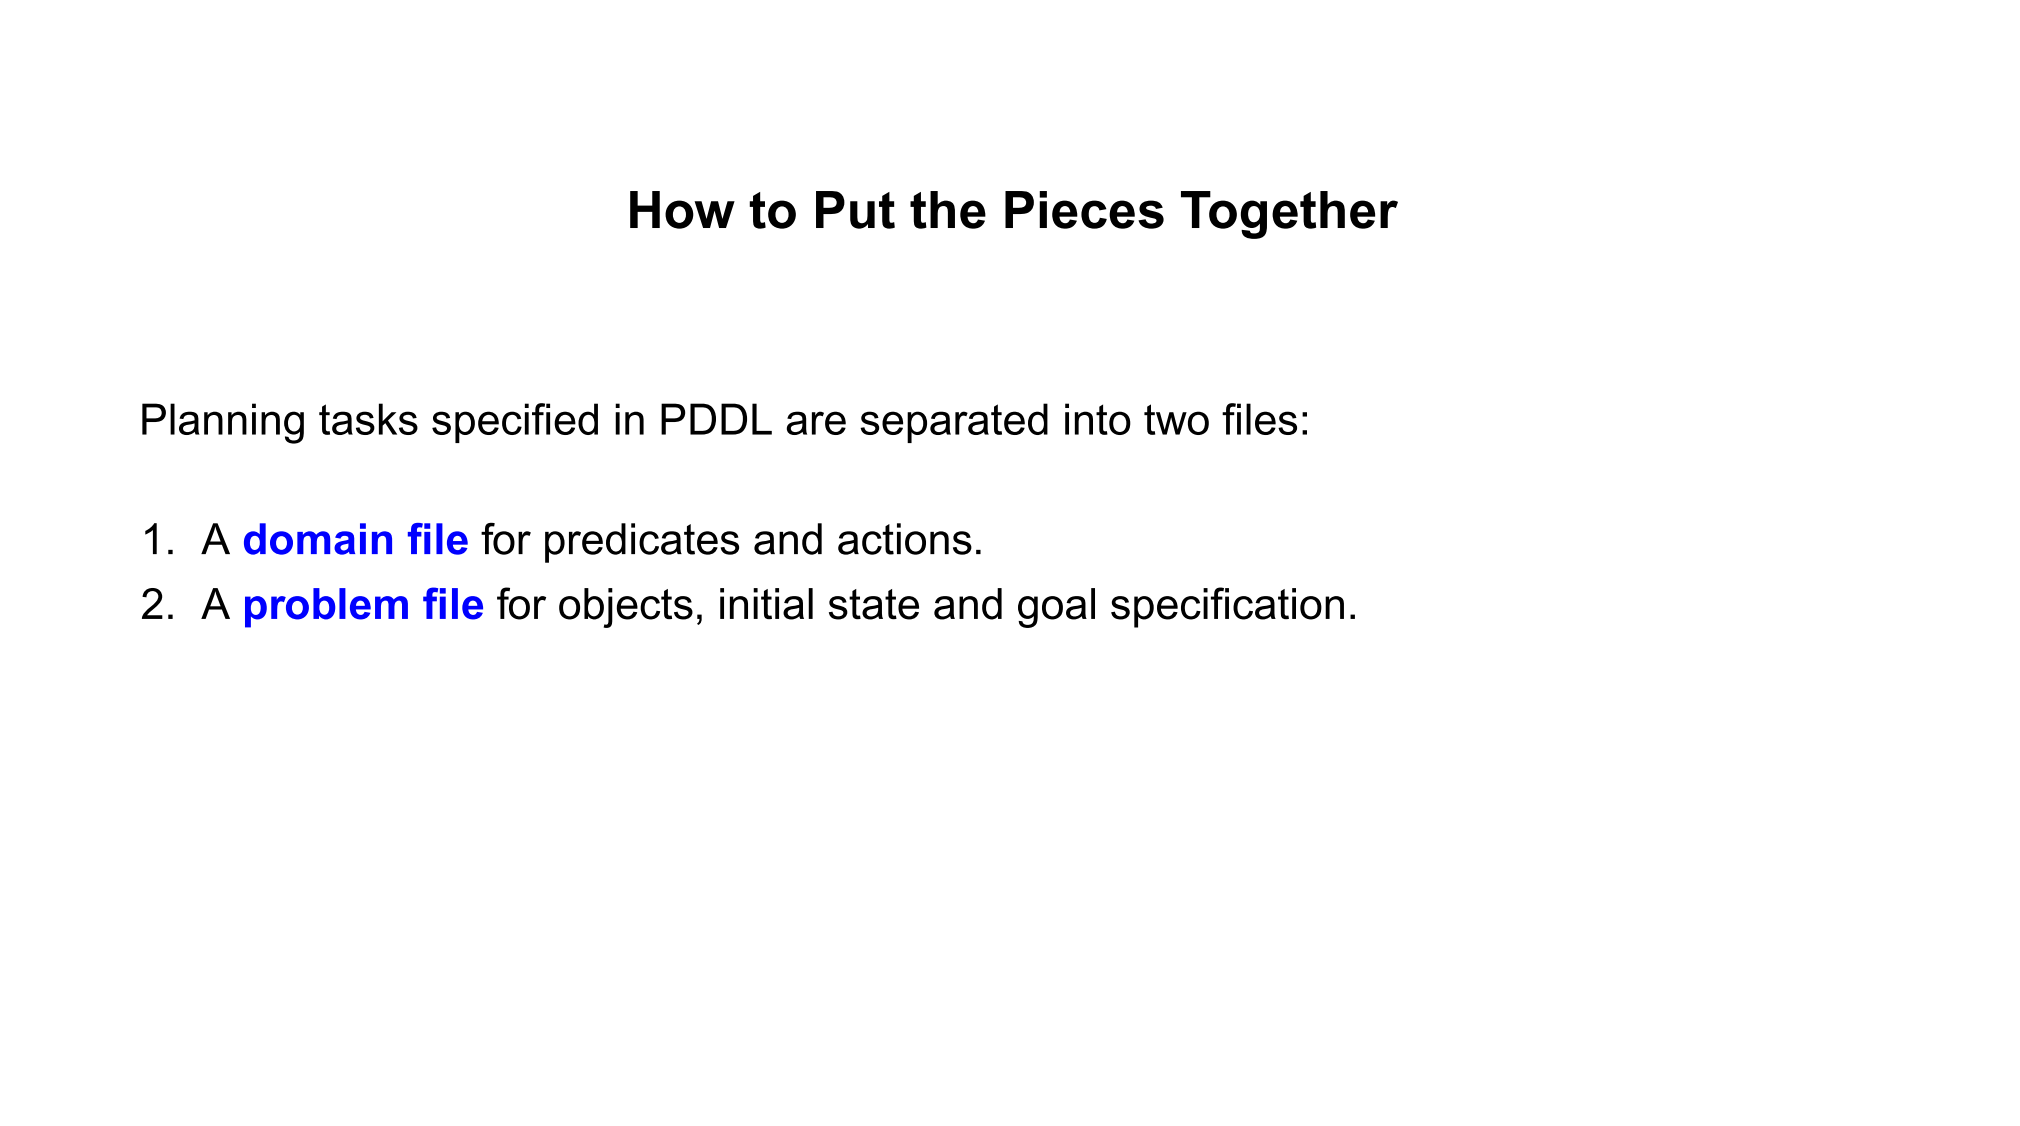 How to Put the Pieces Together
Planning tasks specified in PDDL are separated into two files:
1. A domain file for predicates and actions.
2. A problem file for objects, initial state and goal specification.